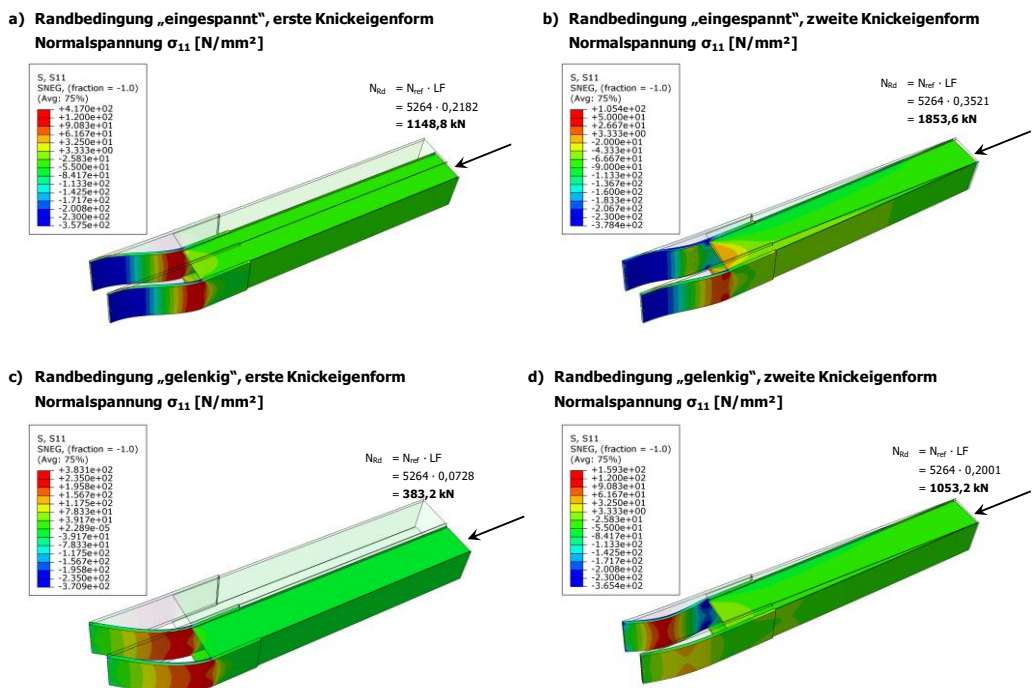 a) Randbedingung „eingespannt“, erste Knickeigenform
Normalspannung σ₁₁ [N/mm²]
S, S11
SNEG, (fraction = -1.0)
(Avg: 75%)
+4.170e+02
+1.200e+02
+9.083e+01
+6.167e+01
+3.250e+01
+3.333e+00
-2.583e+01
-5.500e+01
-8.417e+01
-1.133e+02
-1.425e+02
-1.717e+02
-2.008e+02
-2.300e+02
-3.575e+02
N_Rd = N_ref · LF
= 5264 · 0,2182
= 1148,8 kN
b) Randbedingung „eingespannt“, zweite Knickeigenform
Normalspannung σ₁₁ [N/mm²]
S, S11
SNEG, (fraction = -1.0)
(Avg: 75%)
+1.054e+02
+5.000e+01
+2.667e+01
+3.333e+00
-2.000e+01
-4.333e+01
-6.667e+01
-9.000e+01
-1.133e+02
-1.367e+02
-1.600e+02
-1.833e+02
-2.067e+02
-2.300e+02
-3.784e+02
N_Rd = N_ref · LF
= 5264 · 0,3521
= 1853,6 kN
c) Randbedingung „gelenkig“, erste Knickeigenform
Normalspannung σ₁₁ [N/mm²]
S, S11
SNEG, (fraction = -1.0)
(Avg: 75%)
+3.831e+02
+2.350e+02
+1.958e+02
+1.567e+02
+1.175e+02
+7.833e+01
+3.917e+01
+2.289e-05
-3.917e+01
-7.833e+01
-1.175e+02
-1.567e+02
-1.958e+02
-2.350e+02
-3.709e+02
N_Rd = N_ref · LF
= 5264 · 0,0728
= 383,2 kN
d) Randbedingung „gelenkig“, zweite Knickeigenform
Normalspannung σ₁₁ [N/mm²]
S, S11
SNEG, (fraction = -1.0)
(Avg: 75%)
+1.593e+02
+1.200e+02
+9.083e+01
+6.167e+01
+3.250e+01
+3.333e+00
-2.583e+01
-5.500e+01
-8.417e+01
-1.133e+02
-1.425e+02
-1.717e+02
-2.008e+02
-2.300e+02
-3.654e+02
N_Rd = N_ref · LF
= 5264 · 0,2001
= 1053,2 kN